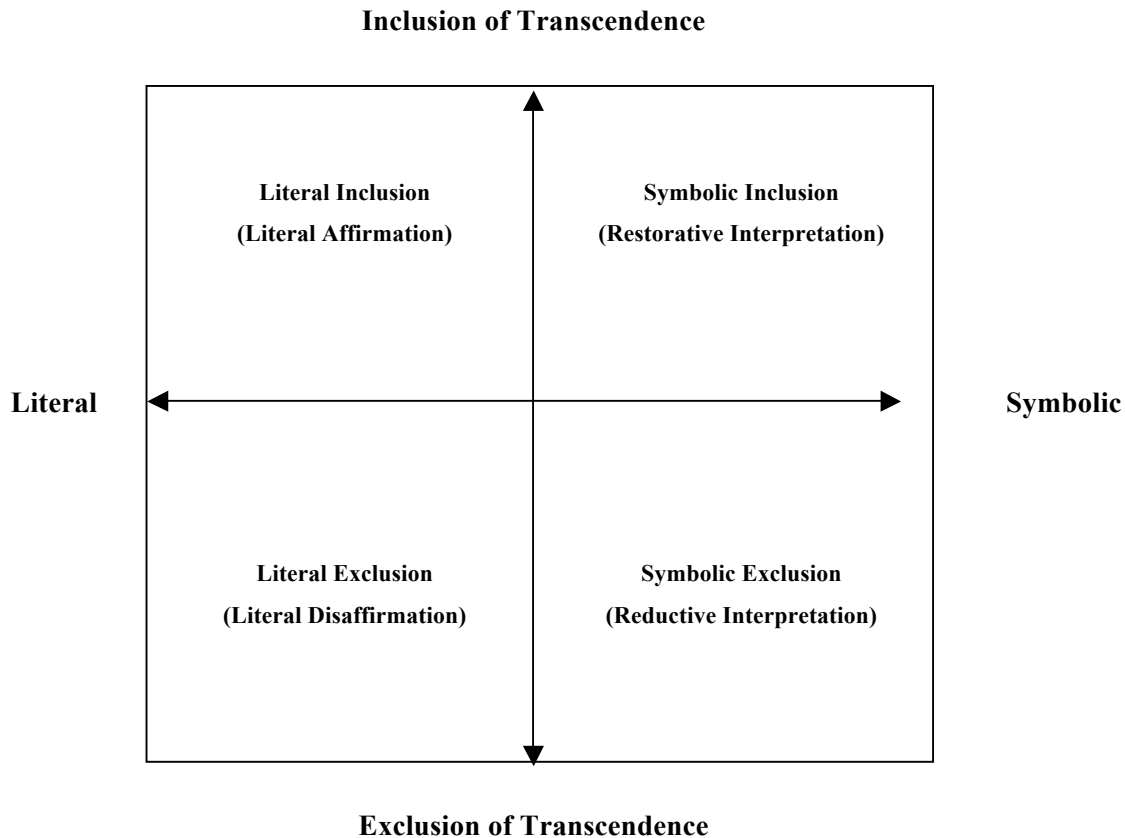 Inclusion of Transcendence
Literal Inclusion
(Literal Affirmation)
Symbolic Inclusion
(Restorative Interpretation)
Literal
Symbolic
Literal Exclusion
(Literal Disaffirmation)
Symbolic Exclusion
(Reductive Interpretation)
Exclusion of Transcendence